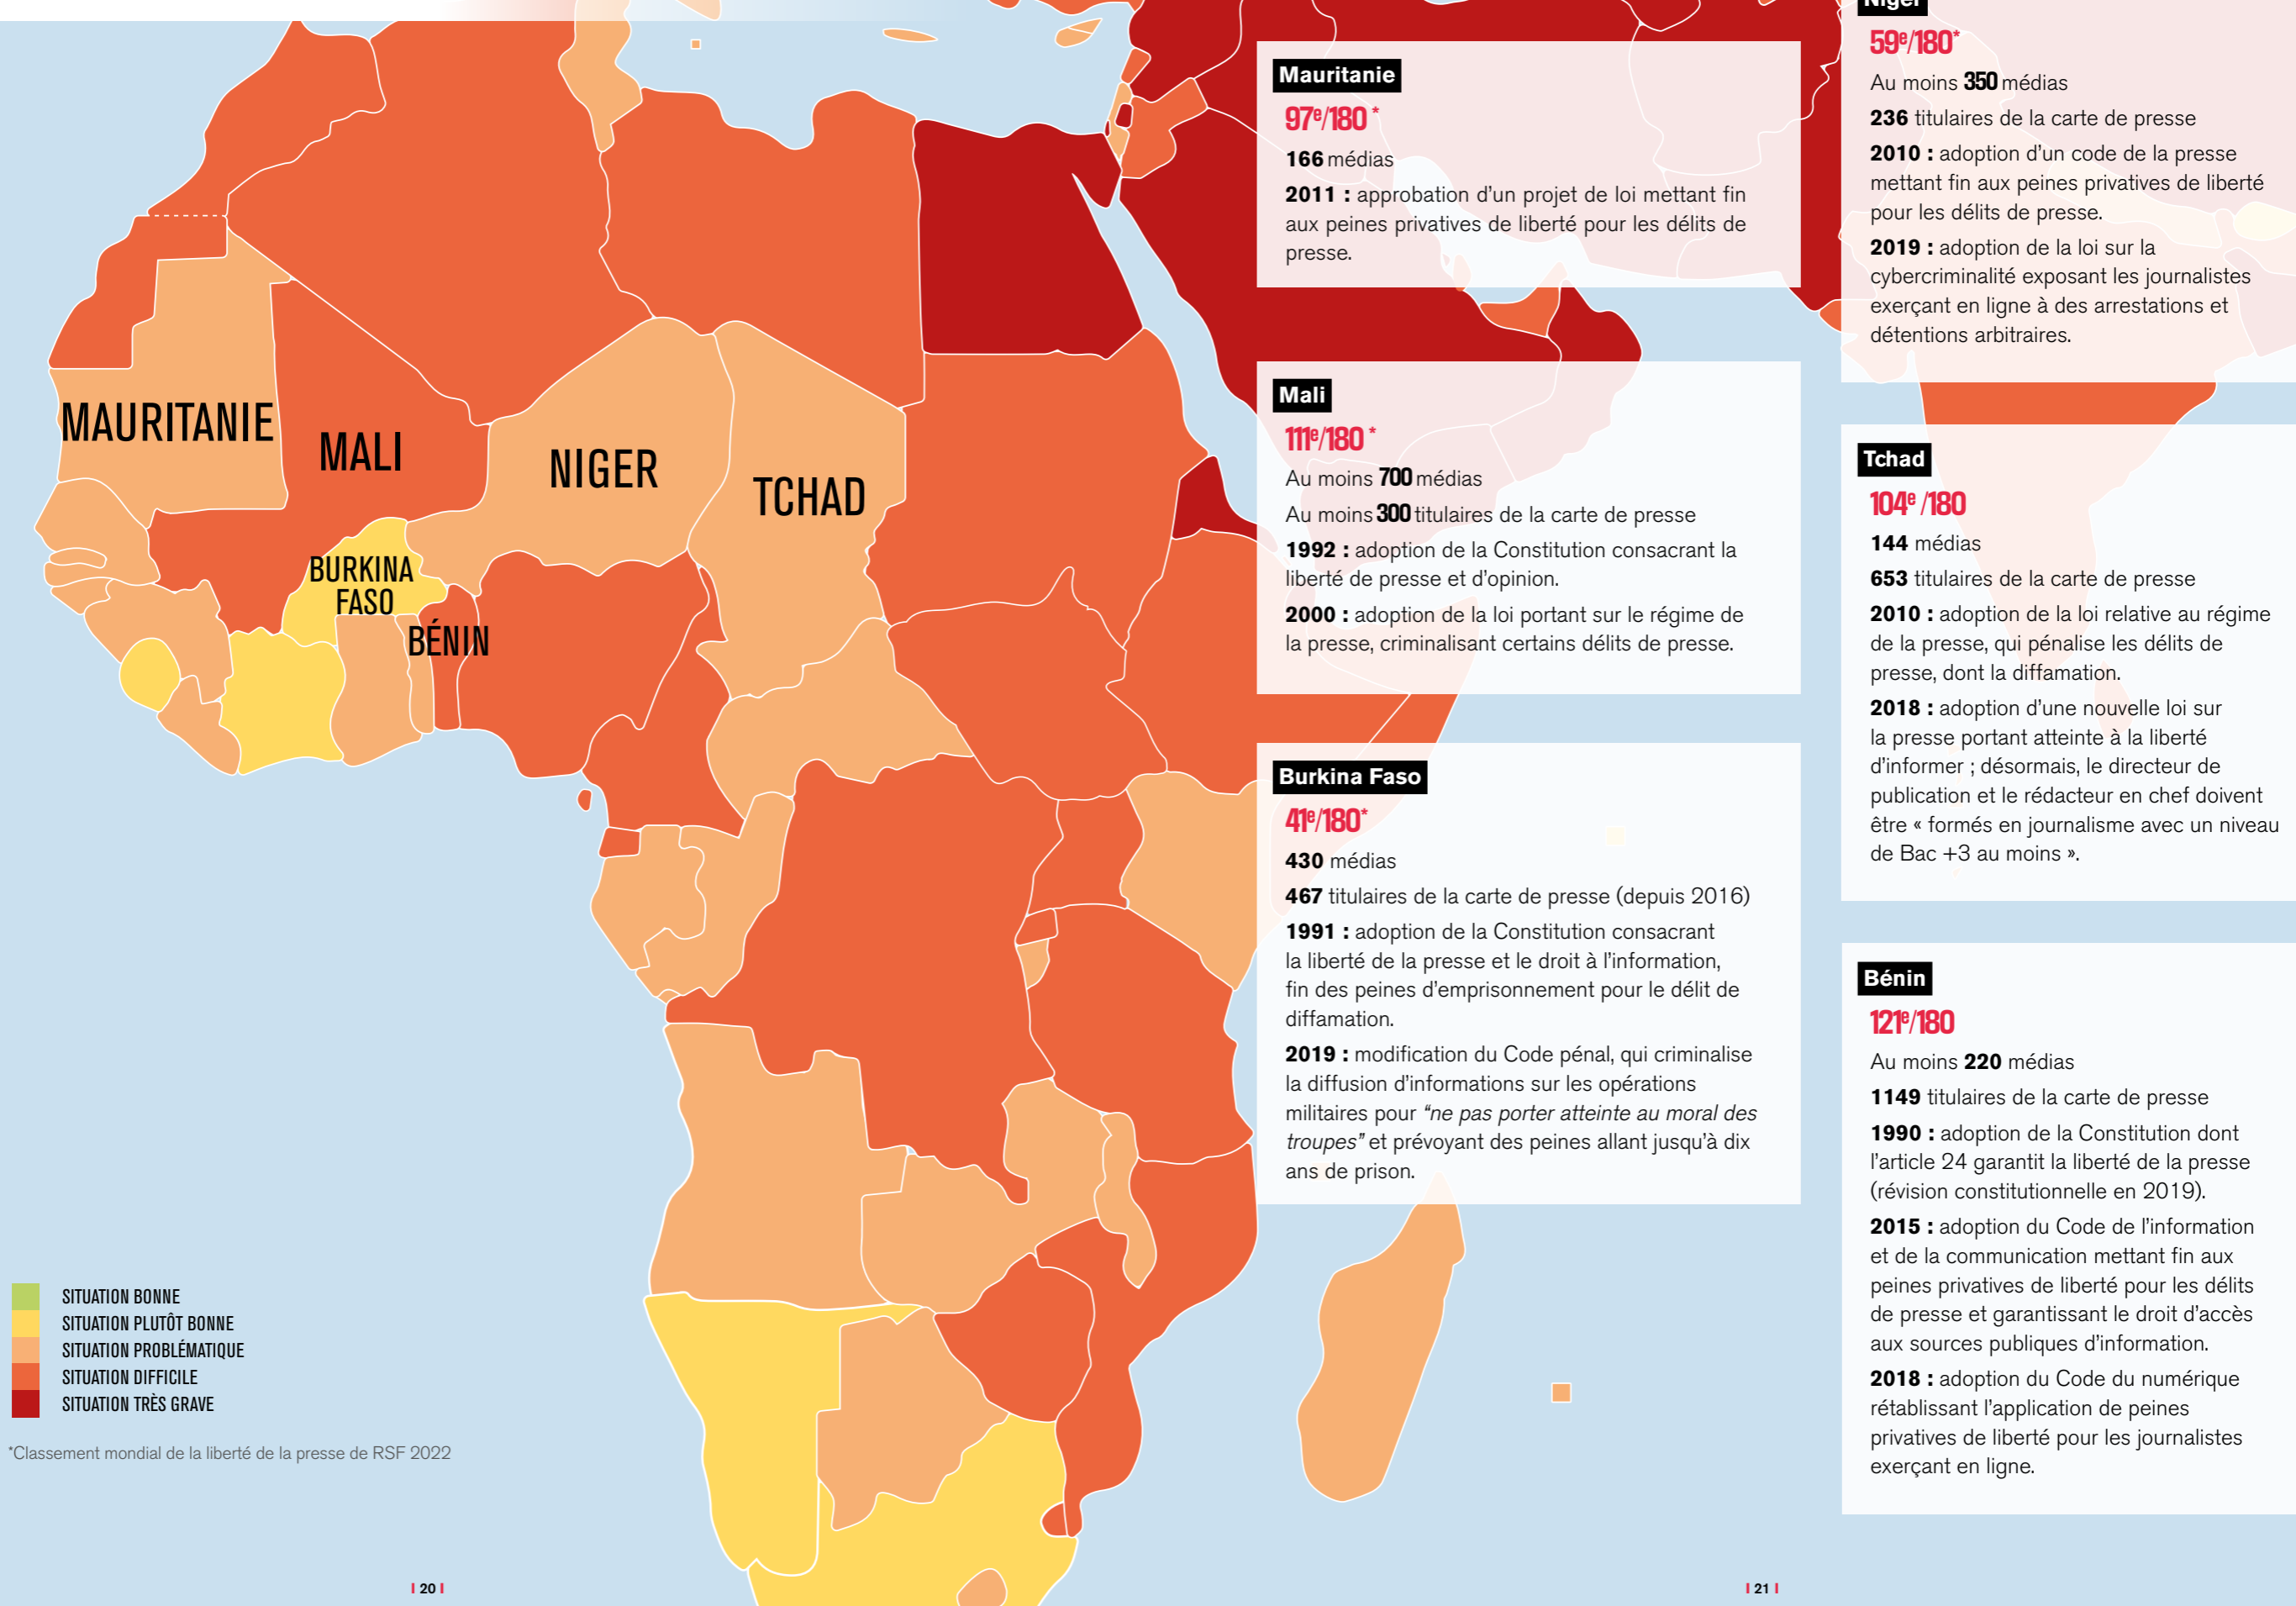 MAURITANIE
MALI
NIGER
TCHAD
BURKINA
FASO
BÉNIN
SITUATION BONNE
SITUATION PLUTÔT BONNE
SITUATION PROBLÉMATIQUE
SITUATION DIFFICILE
SITUATION TRÈS GRAVE
*Classement mondial de la liberté de la presse de RSF 2022
I 20 I
Mauritanie
97e/180 *
166 médias
2011 : approbation d’un projet de loi mettant fin
aux peines privatives de liberté pour les délits de
presse.
Mali
111e/180 *
Au moins 700 médias
Au moins 300 titulaires de la carte de presse
1992 : adoption de la Constitution consacrant la
liberté de presse et d’opinion.
2000 : adoption de la loi portant sur le régime de
la presse, criminalisant certains délits de presse.
Burkina Faso
41e/180*
430 médias
467 titulaires de la carte de presse (depuis 2016)
1991 : adoption de la Constitution consacrant
la liberté de la presse et le droit à l’information,
fin des peines d’emprisonnement pour le délit de
diffamation.
2019 : modification du Code pénal, qui criminalise
la diffusion d’informations sur les opérations
militaires pour “ne pas porter atteinte au moral des
troupes” et prévoyant des peines allant jusqu’à dix
ans de prison.
Niger
59e/180*
Au moins 350 médias
236 titulaires de la carte de presse
2010 : adoption d’un code de la presse
mettant fin aux peines privatives de liberté
pour les délits de presse.
2019 : adoption de la loi sur la
cybercriminalité exposant les journalistes
exerçant en ligne à des arrestations et
détentions arbitraires.
Tchad
104e /180
144 médias
653 titulaires de la carte de presse
2010 : adoption de la loi relative au régime
de la presse, qui pénalise les délits de
presse, dont la diffamation.
2018 : adoption d’une nouvelle loi sur
la presse portant atteinte à la liberté
d’informer ; désormais, le directeur de
publication et le rédacteur en chef doivent
être « formés en journalisme avec un niveau
de Bac +3 au moins ».
Bénin
121e/180
Au moins 220 médias
1149 titulaires de la carte de presse
1990 : adoption de la Constitution dont
l’article 24 garantit la liberté de la presse
(révision constitutionnelle en 2019).
2015 : adoption du Code de l’information
et de la communication mettant fin aux
peines privatives de liberté pour les délits
de presse et garantissant le droit d’accès
aux sources publiques d’information.
2018 : adoption du Code du numérique
rétablissant l’application de peines
privatives de liberté pour les journalistes
exerçant en ligne.
I 21 I